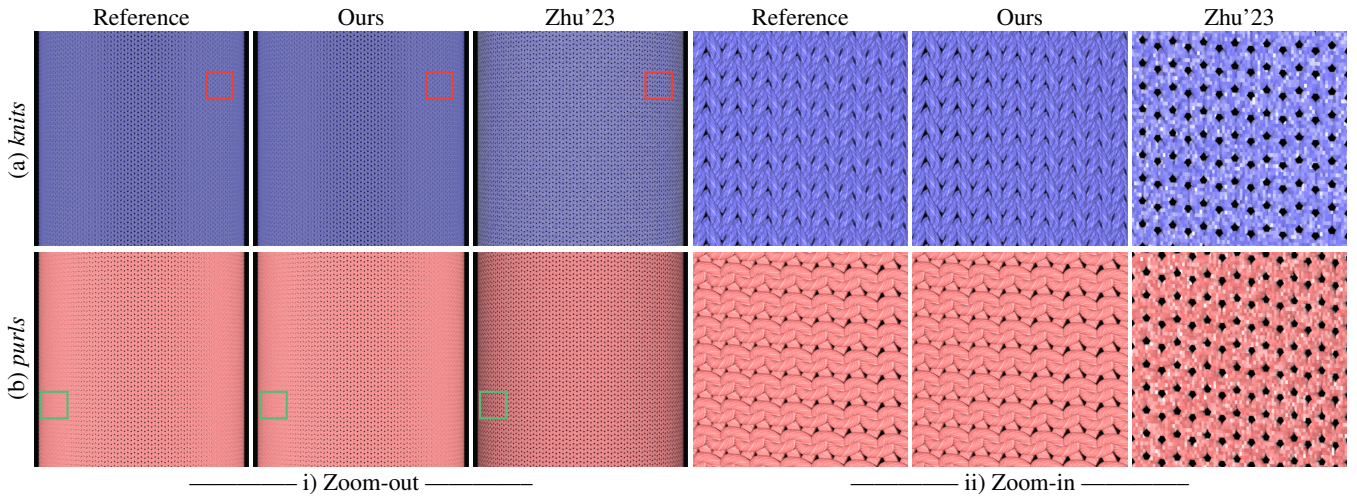 Reference Ours Zhu'23 Reference Ours Zhu'23
(a) knits
(b) purls
i) Zoom-out ii) Zoom-in